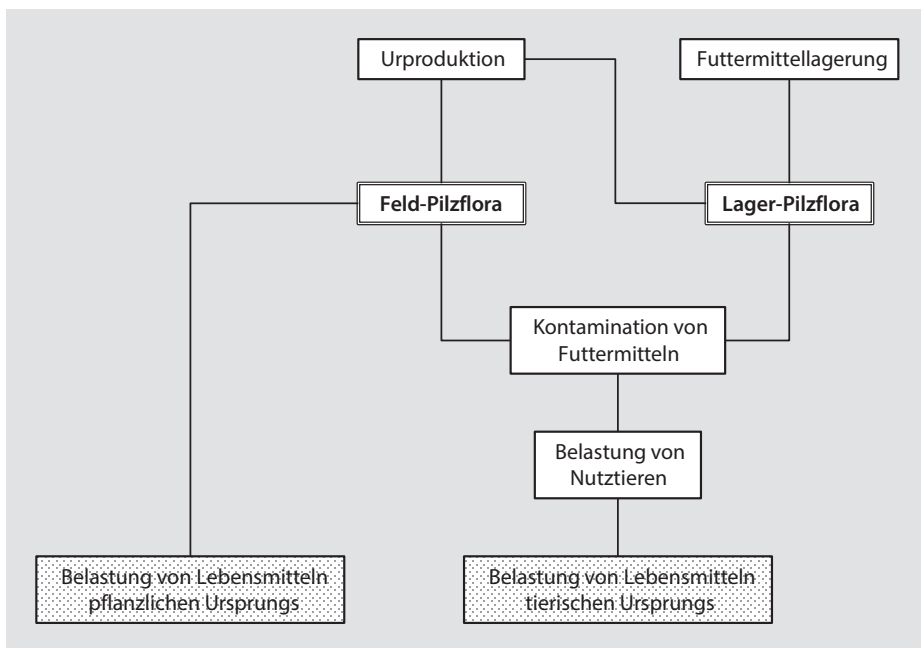 Urproduktion
Futtermittellagerung
Feld-Pilzflora
Lager-Pilzflora
Kontamination von
Futtermitteln
Belastung von
Nutztieren
Belastung von Lebensmitteln
pflanzlichen Ursprungs
Belastung von Lebensmitteln
tierischen Ursprungs